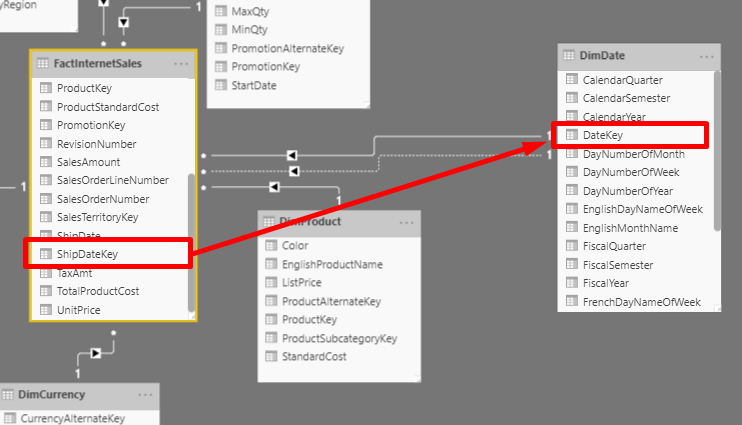 yRegion
1
MaxQty
MinQty
PromotionAlternateKey
PromotionKey
StartDate
FactInternetSales
ProductKey
ProductStandardCost
PromotionKey
RevisionNumber
SalesAmount
SalesOrderLineNumber
SalesOrderNumber
SalesTerritoryKey
ShipDate
ShipDateKey
TaxAmt
TotalProductCost
UnitPrice
1
DimDate
CalendarQuarter
CalendarSemester
CalendarYear
DateKey
DayNumberOfMonth
DayNumberOfWeek
DayNumberOfYear
EnglishDayNameOfWeek
EnglishMonthName
FiscalQuarter
FiscalSemester
FiscalYear
FrenchDayNameOfWeek
1
1
1
DimProduct
Color
EnglishProductName
ListPrice
ProductAlternateKey
ProductKey
ProductSubcategoryKey
StandardCost
1
DimCurrency
CurrencyAlternateKey